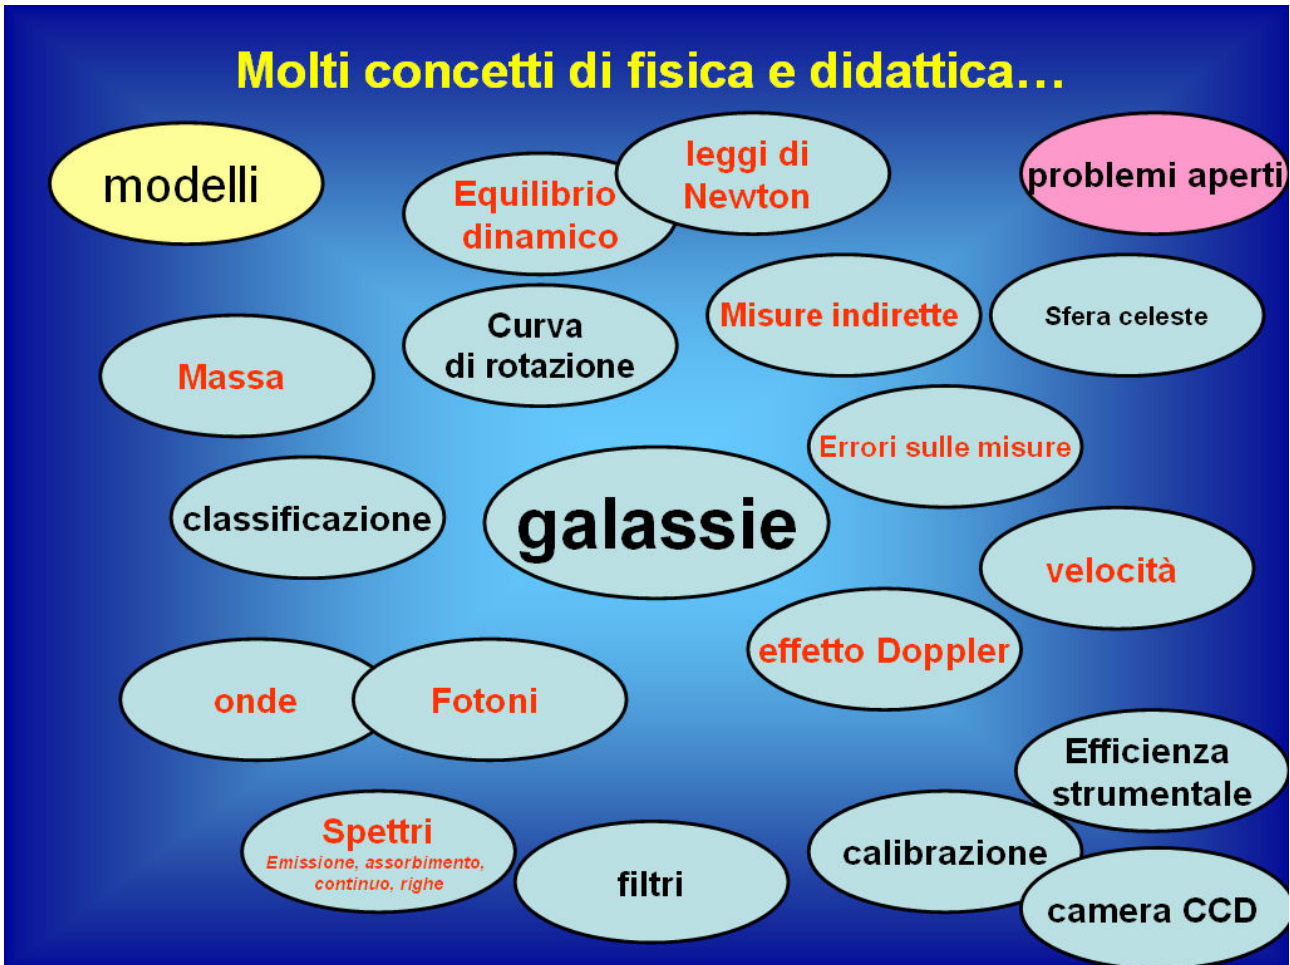 Molti concetti di fisica e didattica…
modelli
Equilibrio
dinamico
leggi di
Newton
problemi aperti
Massa
Curva
di rotazione
Misure indirette
Sfera celeste
classificazione
galassie
Errori sulle misure
velocità
effetto Doppler
onde
Fotoni
Spettri
Emissione, assorbimento,
continuo, righe
filtri
calibrazione
Efficienza
strumentale
camera CCD